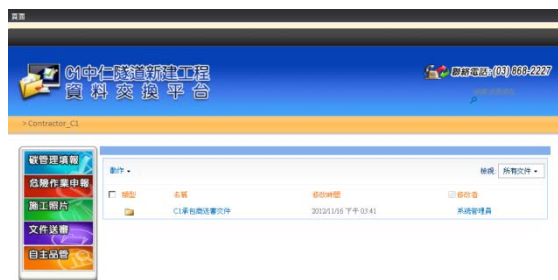 頁面
C1中仁隧道新建工程
資料交換平台
聯絡電話:(03) 869-2227
> Contractor_C1
碳管理填報
危險作業申報
施工照片
文件送審
自主品管
動作
檢視: 所有文件
類型 名稱 修改時間 修改者
C1承包商送審文件 2012/11/16 下午 03:41 系統管理員